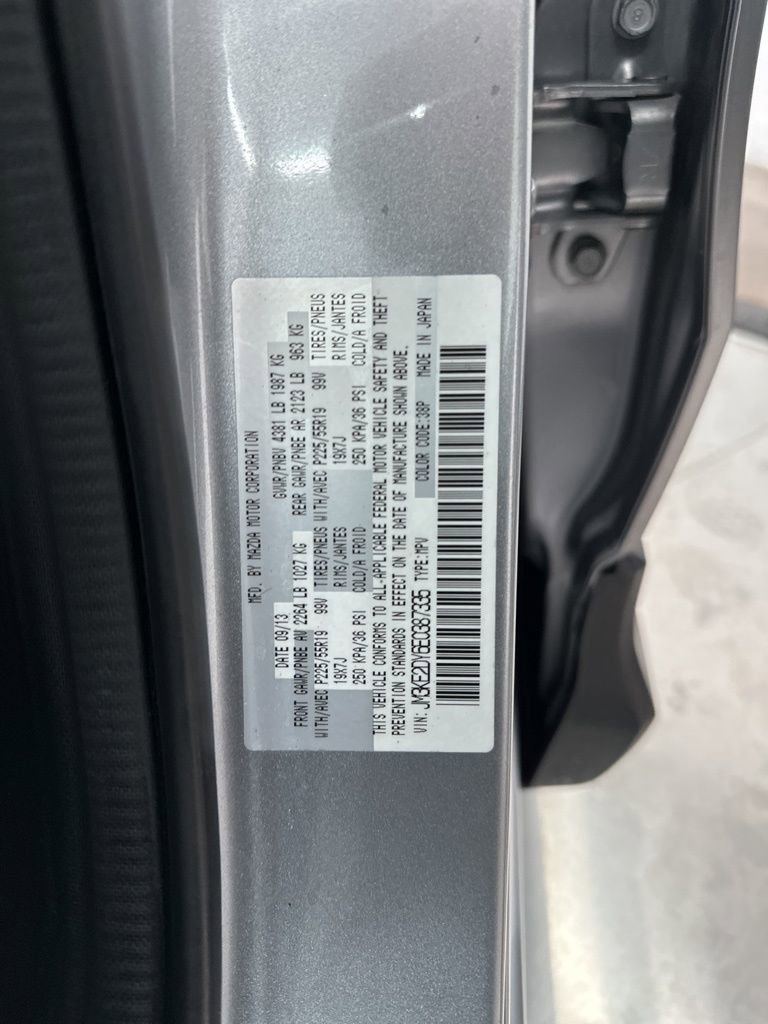 MFD. BY MAZDA MOTOR CORPORATION
DATE 09/13 GVWR/PNBV 4381 LB 1987 KG
FRONT GAWR/PNBE AV 2264 LB 1027 KG REAR GAWR/PNBE AR 2123 LB 963 KG
WITH/AVEC P225/55R19 99V TIRES/PNEUS WITH/AVEC P225/55R19 99V TIRES/PNEUS
19X7J RIMS/JANTES 19X7J RIMS/JANTES
250 KPA/36 PSI COLD/A FROID 250 KPA/36 PSI COLD/A FROID
THIS VEHICLE CONFORMS TO ALL-APPLICABLE FEDERAL MOTOR VEHICLE SAFETY AND THEFT
PREVENTION STANDARDS IN EFFECT ON THE DATE OF MANUFACTURE SHOWN ABOVE.
VIN: JM3KE2DY6E0387335 TYPE:MPV COLOR CODE:38P MADE IN JAPAN